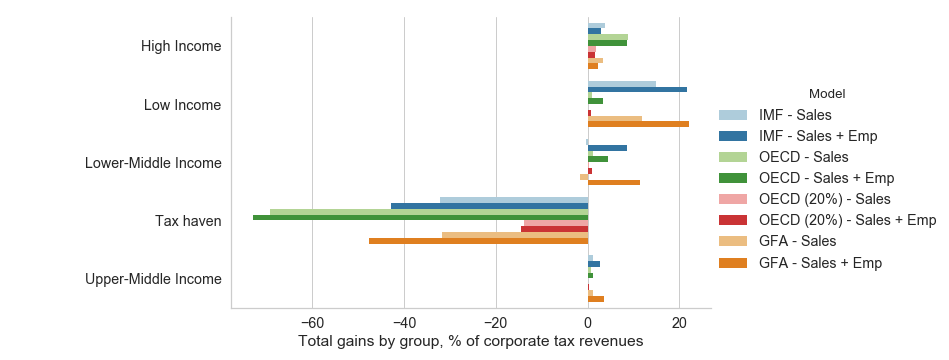 High Income
Low Income
Lower-Middle Income
Tax haven
Upper-Middle Income
−60 −40 −20 0 20
Total gains by group, % of corporate tax revenues
Model
IMF - Sales
IMF - Sales + Emp
OECD - Sales
OECD - Sales + Emp
OECD (20%) - Sales
OECD (20%) - Sales + Emp
GFA - Sales
GFA - Sales + Emp